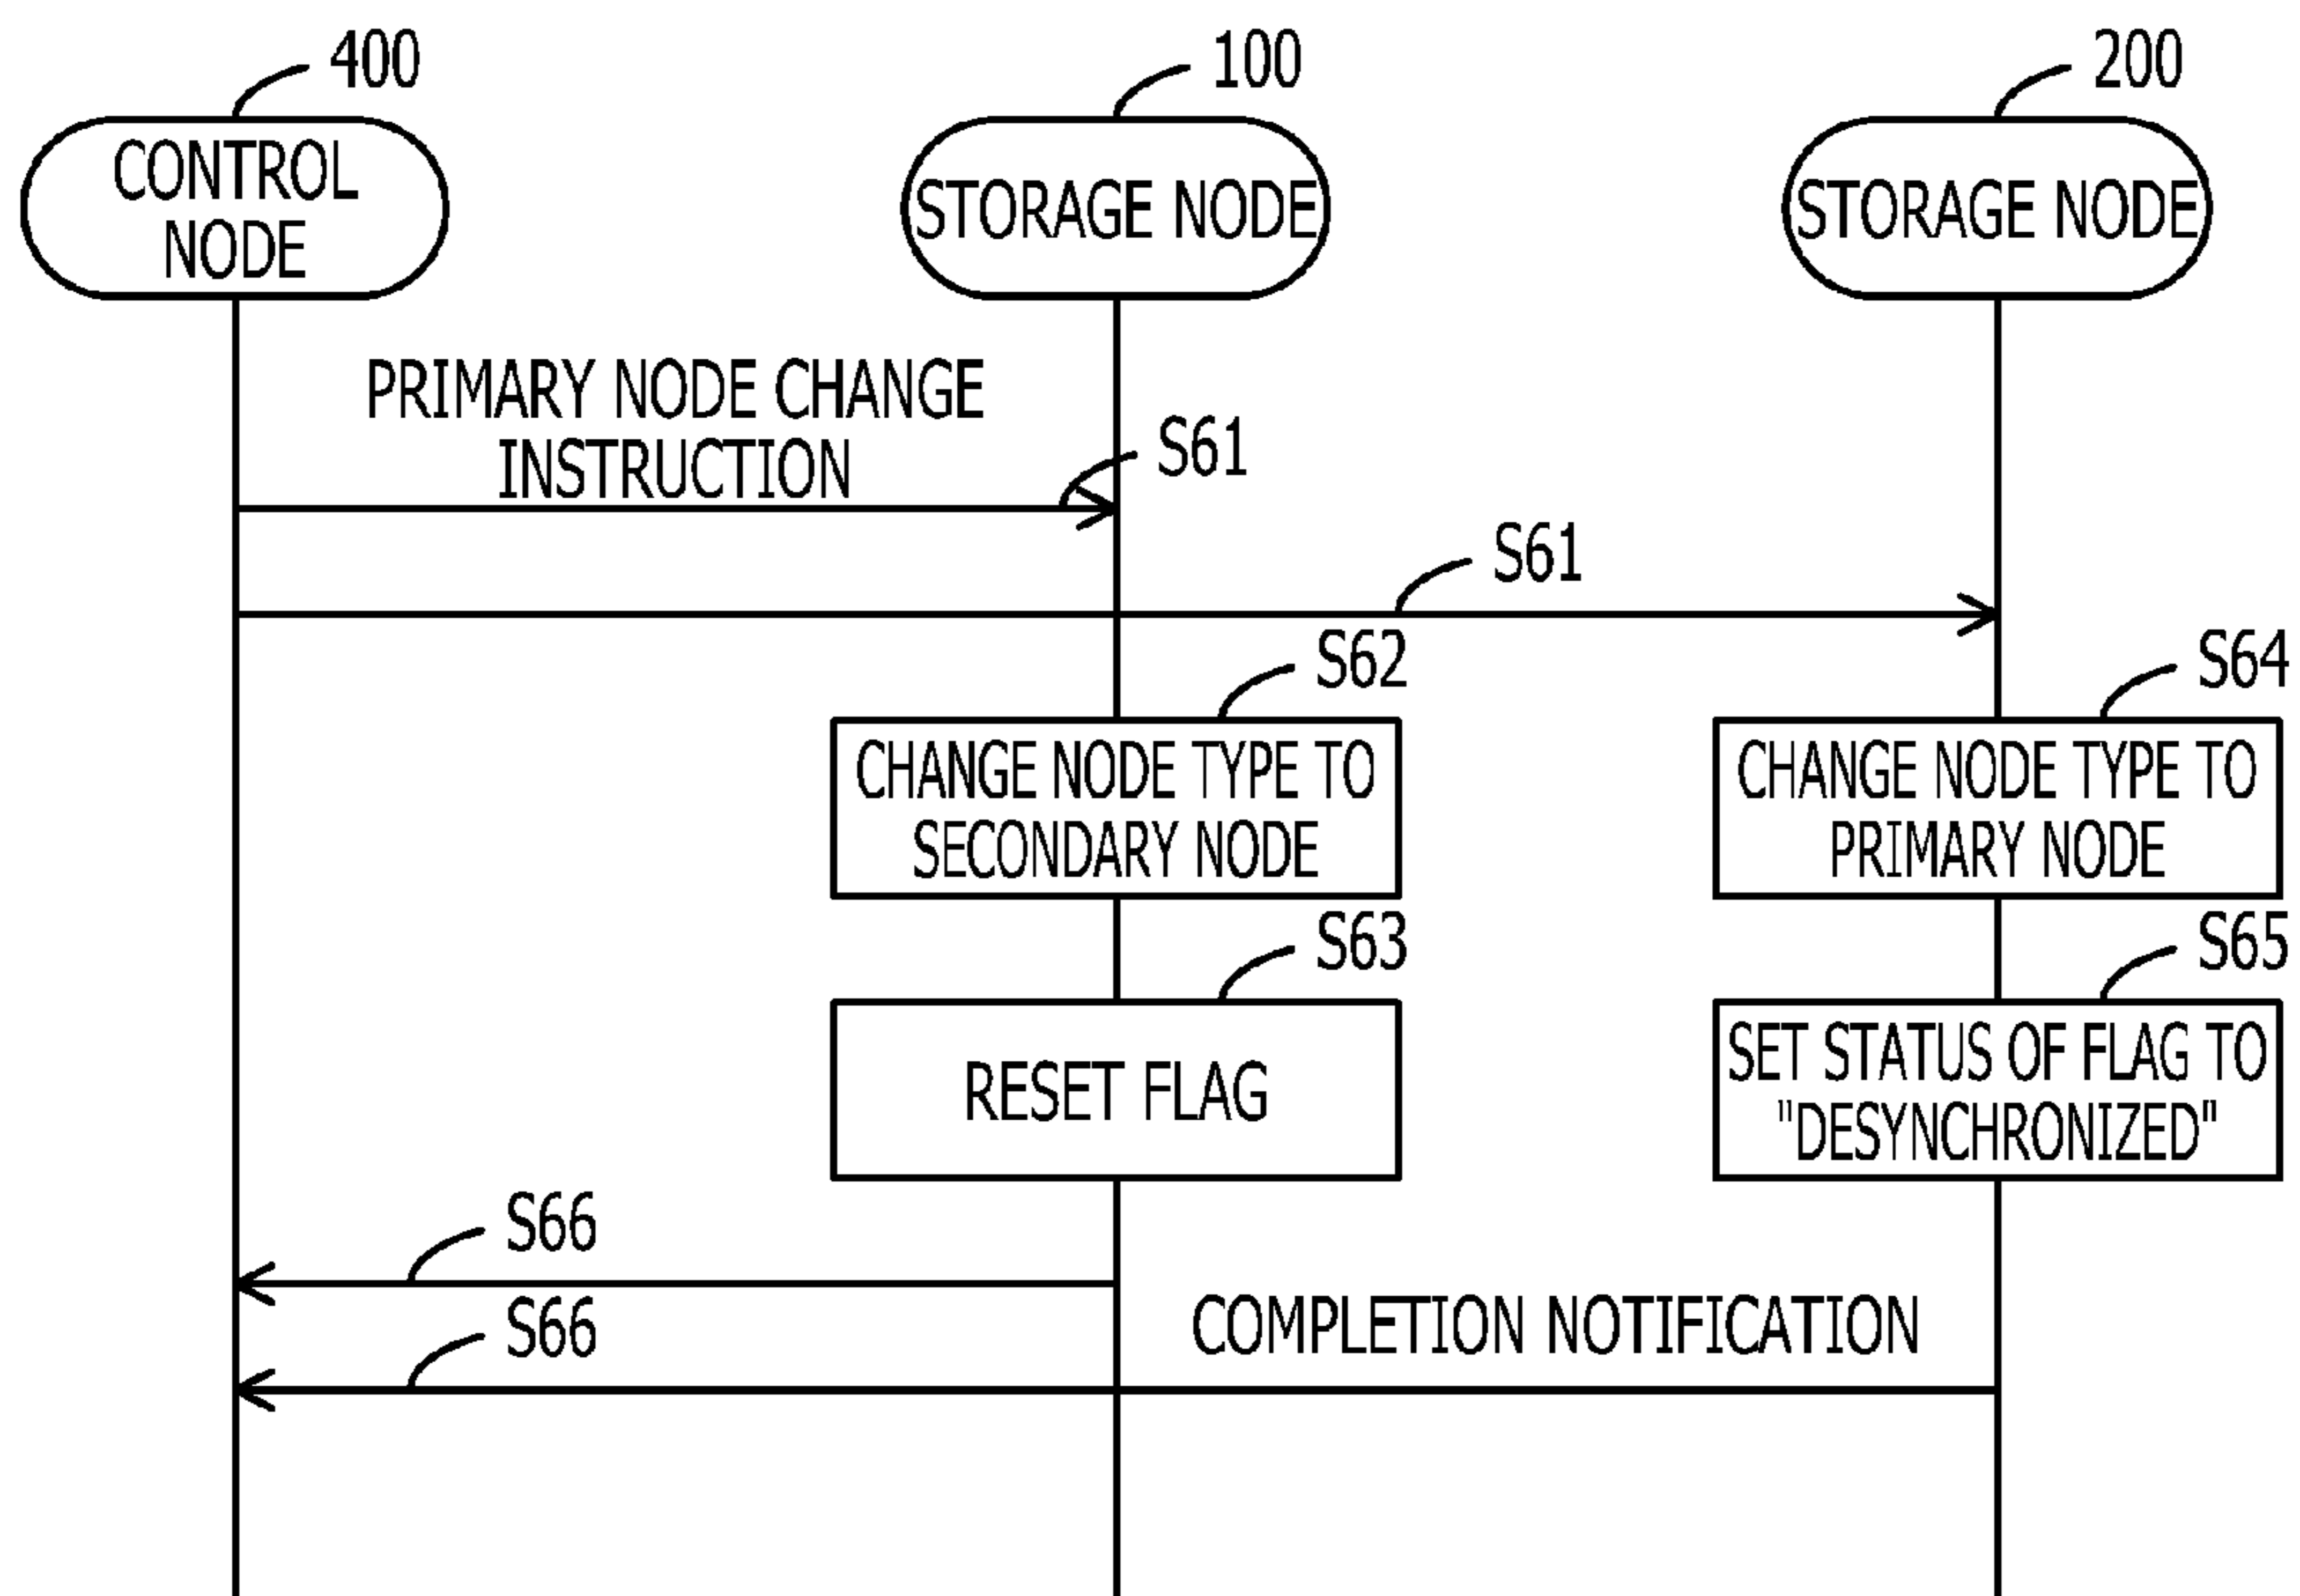 400
100
200
CONTROL
NODE
STORAGE NODE
STORAGE NODE
PRIMARY NODE CHANGE
INSTRUCTION
S61
S61
S62
S64
CHANGE NODE TYPE TO
SECONDARY NODE
CHANGE NODE TYPE TO
PRIMARY NODE
S63
S65
RESET FLAG
SET STATUS OF FLAG TO
"DESYNCHRONIZED"
S66
S66
COMPLETION NOTIFICATION